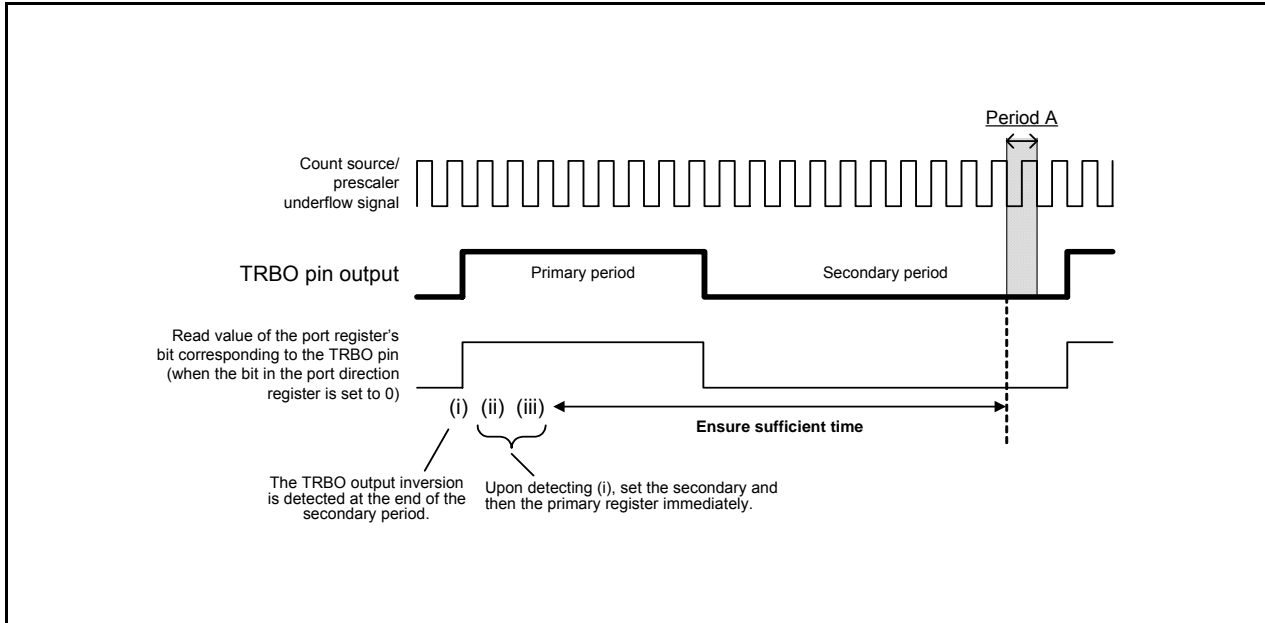 Period A
Count source/
prescaler
underflow signal
TRBO pin output
Primary period
Secondary period
Read value of the port register's
bit corresponding to the TRBO pin
(when the bit in the port direction
register is set to 0)
(i) (ii) (iii)
Ensure sufficient time
The TRBO output inversion
is detected at the end of the
secondary period.
Upon detecting (i), set the secondary and
then the primary register immediately.